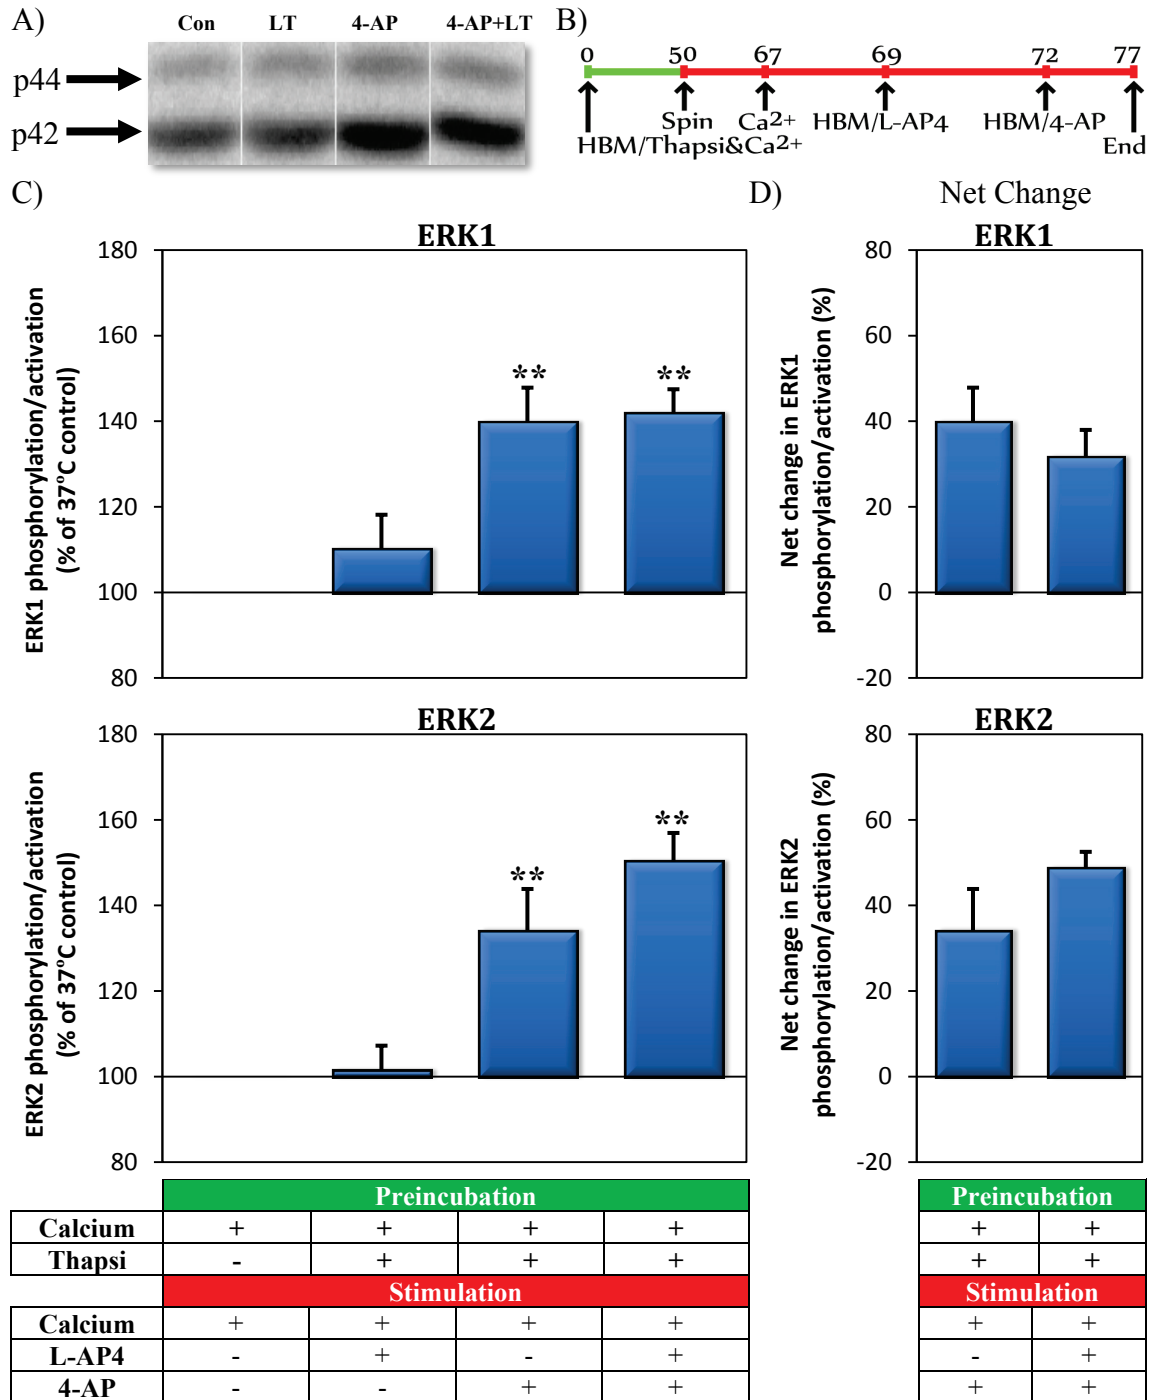 A)
Con LT 4-AP 4-AP+LT
p44
p42
B)
0 50 67 69 72 77
Spin Ca2+ HBM/L-AP4 HBM/4-AP
HBM/Thapsi&Ca2+ End
C)
ERK1
180
160
140
120
100
80
ERK1 phosphorylation/activation
(% of 37°C control)
** **
D) Net Change
ERK1
80
60
40
20
0
-20
Net change in ERK1
phosphorylation/activation (%)
ERK2
180
160
140
120
100
80
ERK2 phosphorylation/activation
(% of 37°C control)
** **
ERK2
80
60
40
20
0
-20
Net change in ERK2
phosphorylation/activation (%)
Preincubation
Calcium + + + +
Thapsi - + + +
Stimulation
Calcium + + + +
L-AP4 - + - +
4-AP - - + +
Preincubation
+ +
+ +
Stimulation
+ +
- +
+ +